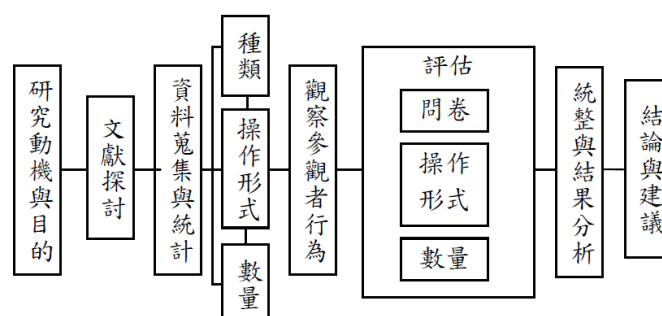 研究動機與目的
文獻探討
資料蒐集與統計
種類
操作形式
數量
觀察參觀者行為
評估
問卷
操作
形式
數量
統整與結果分析
結論與建議